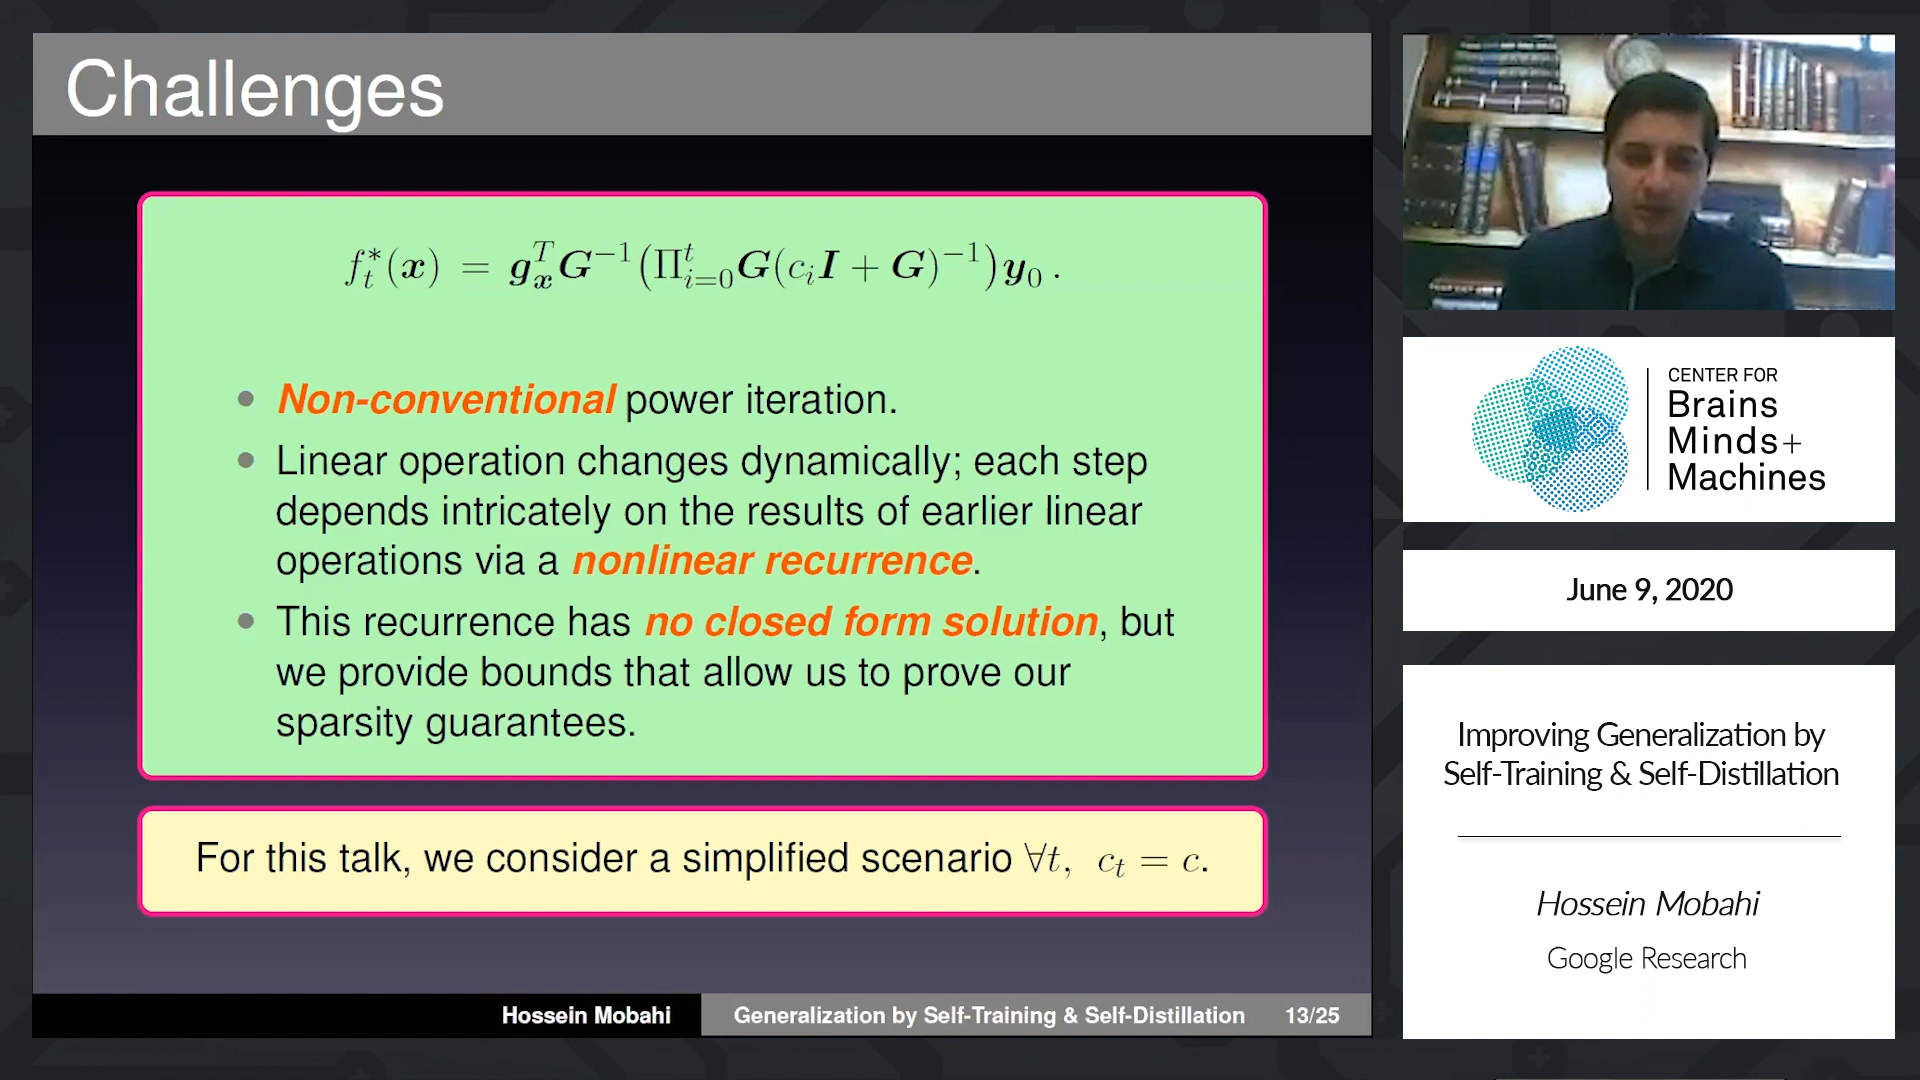 Challenges
f_t^*(x) = g_x^T G^{-1} (Π_{i=0}^t G(c_i I + G)^{-1}) y_0 .
• Non-conventional power iteration.
• Linear operation changes dynamically; each step
depends intricately on the results of earlier linear
operations via a nonlinear recurrence.
• This recurrence has no closed form solution, but
we provide bounds that allow us to prove our
sparsity guarantees.
For this talk, we consider a simplified scenario ∀t, c_t = c.
Hossein Mobahi
Generalization by Self-Training & Self-Distillation 13/25
CENTER FOR
Brains
Minds+
Machines
June 9, 2020
Improving Generalization by
Self-Training & Self-Distillation
Hossein Mobahi
Google Research